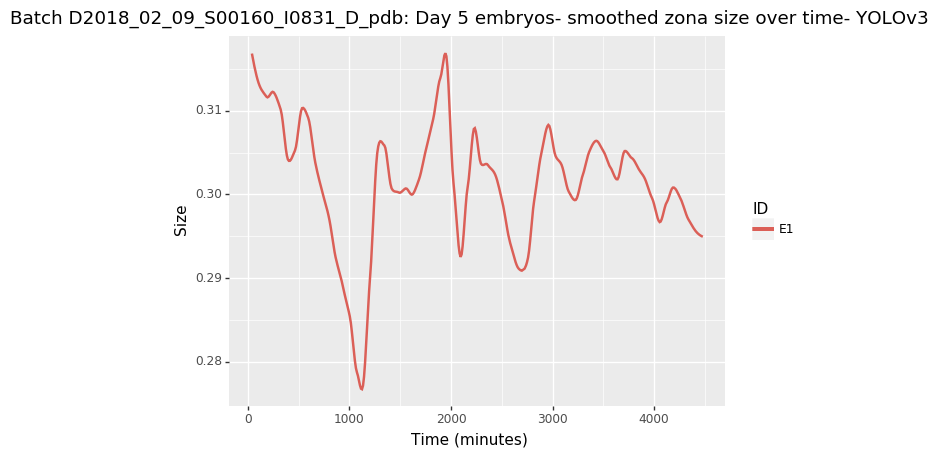 Batch D2018_02_09_S00160_I0831_D_pdb: Day 5 embryos- smoothed zona size over time- YOLOv3
0.31
0.30
0.29
0.28
Size
0 1000 2000 3000 4000
Time (minutes)
ID
E1